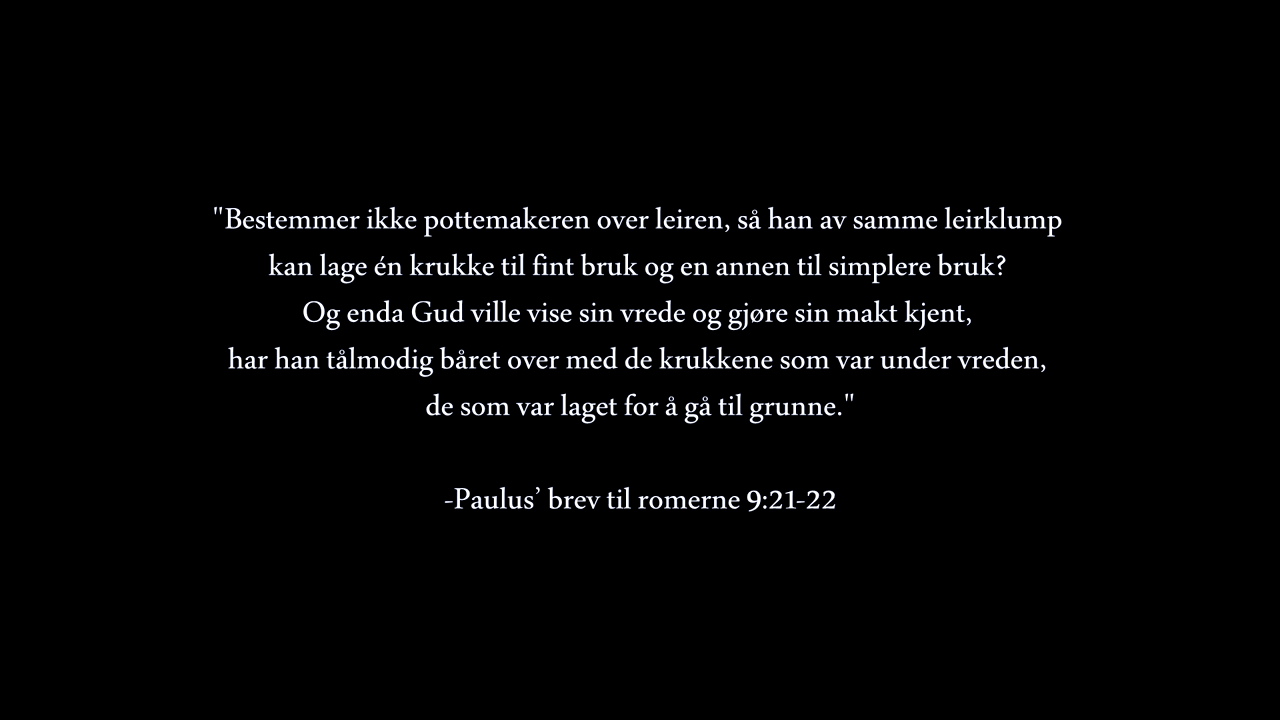 "Bestemmer ikke pottemakeren over leiren, så han av samme leirklump
kan lage én krukke til fint bruk og en annen til simplere bruk?
Og enda Gud ville vise sin vrede og gjøre sin makt kjent,
har han tålmodig båret over med de krukkene som var under vreden,
de som var laget for å gå til grunne."
-Paulus’ brev til romerne 9:21-22